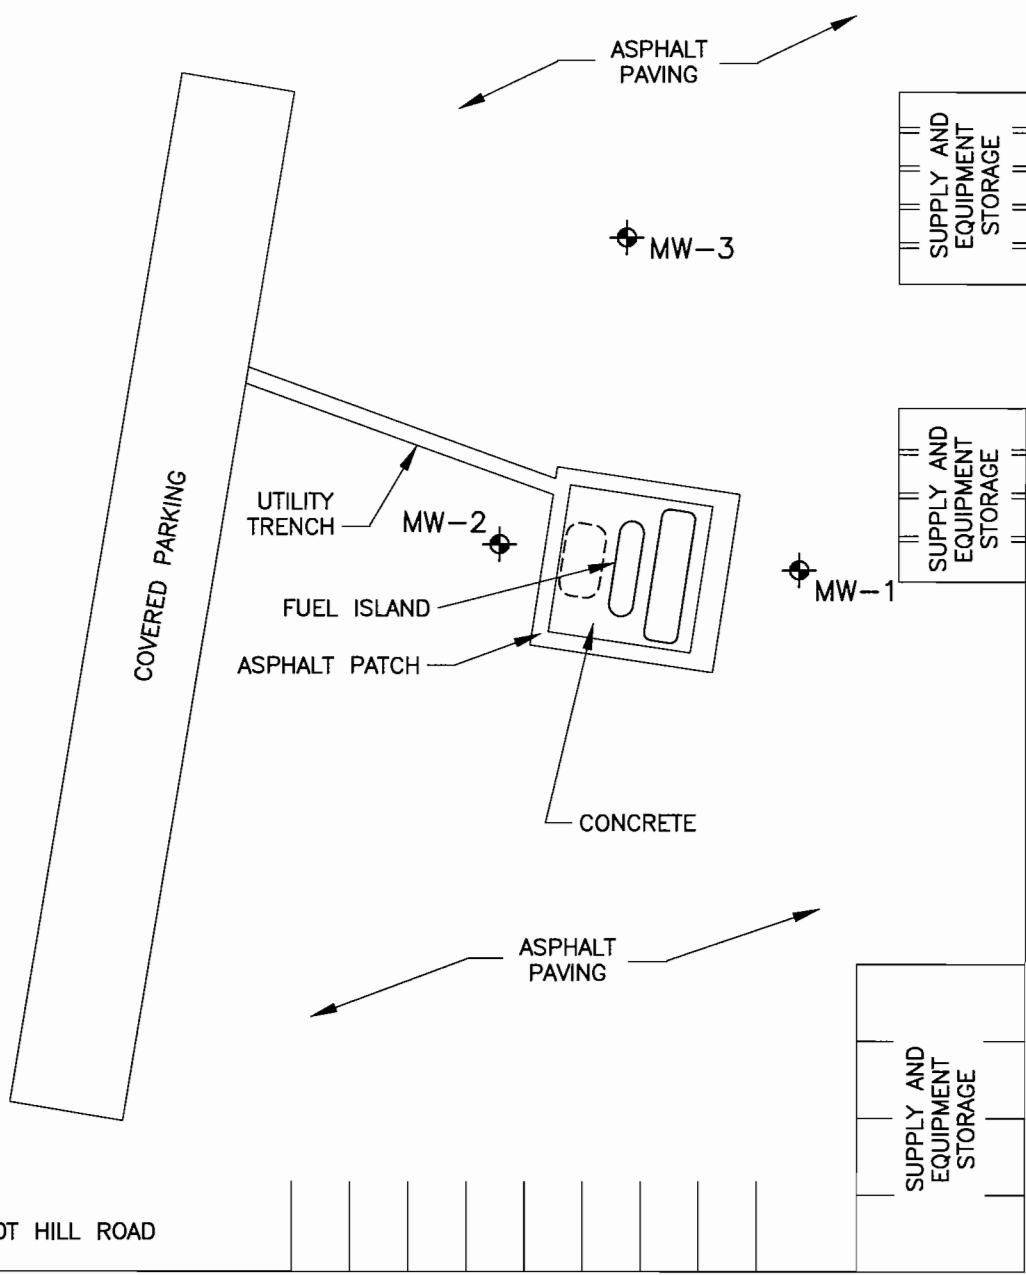 ASPHALT
PAVING
SUPPLY AND
EQUIPMENT
STORAGE
MW-3
SUPPLY AND
EQUIPMENT
STORAGE
UTILITY
TRENCH
MW-2
COVERED PARKING
MW-1
FUEL ISLAND
ASPHALT PATCH
CONCRETE
ASPHALT
PAVING
SUPPLY AND
EQUIPMENT
STORAGE
HILL ROAD